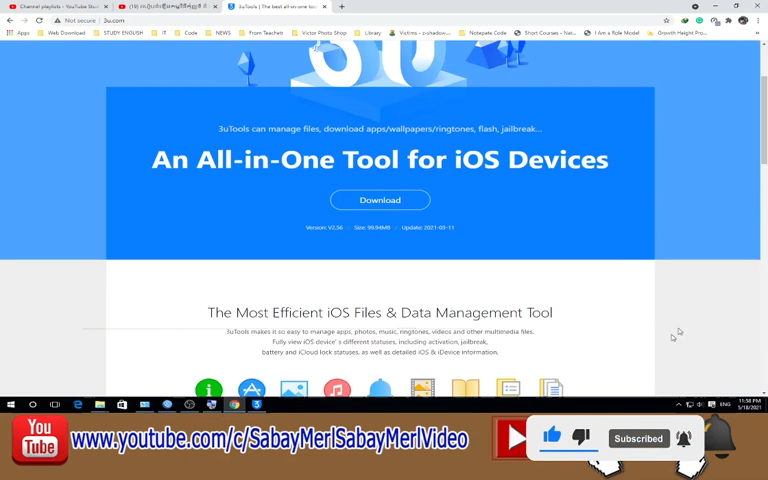 Channel playlists - YouTube Stu
3uTools | The best all-in-one too
Not secure
3u.com
Apps
Web Download
STUDY ENGLISH
IT
Code
NEWS
From Teachert
Victor Photo Shop
Library
Victims - z-shadow...
Notepate Code
Short Courses - Nat...
I Am a Role Model
Growth Height Pro...
3uTools can manage files, download apps/wallpapers/ringtones, flash, jailbreak...
An All-in-One Tool for iOS Devices
Download
Version: V2.56
Size: 99.94MB
The Most Efficient iOS Files & Data Management Tool
3uTools makes it so easy to manage apps, photos, music, ringtones, videos and other multimedia files.
Fully view iOS device' s different statuses, including activation, jailbreak,
battery and iCloud lock statuses, as well as detailed iOS & iDevice information.
ENG
11:58 PM
5/18/2021
You
Tube
www.youtube.com/c/SabayMerlSabayMerlVideo
Subscribed